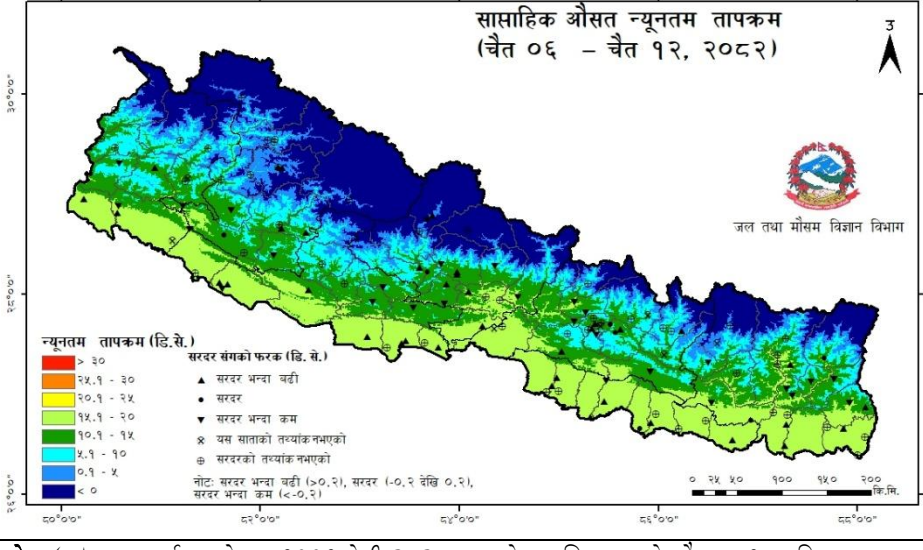 साप्ताहिक औसत न्यूनतम तापक्रम
(चैत ०६ – चैत १२, २०८२)
उ
जल तथा मौसम विज्ञान विभाग
३०°०'०"
२८°०'०"
२६°०'०"
न्यूनतम तापक्रम (डि.से.)
> ३०
२५.१ - ३०
२०.१ - २५
१५.१ - २०
१०.१ - १५
५.१ - १०
०.१ - ५
< ०
सरदर संगको फरक (डि. से.)
सरदर भन्दा बढी
सरदर
सरदर भन्दा कम
यस साताको तथ्यांक नभएको
सरदरको तथ्यांक नभएको
नोटः सरदर भन्दा बढी (>०.२), सरदर (-०.२ देखि ०.२),
सरदर भन्दा कम (<-०.२)
० २५ ५० १०० १५० २००
कि.मि.
८०°०'०" ८२°०'०" ८४°०'०" ८६°०'०" ८८°०'०"